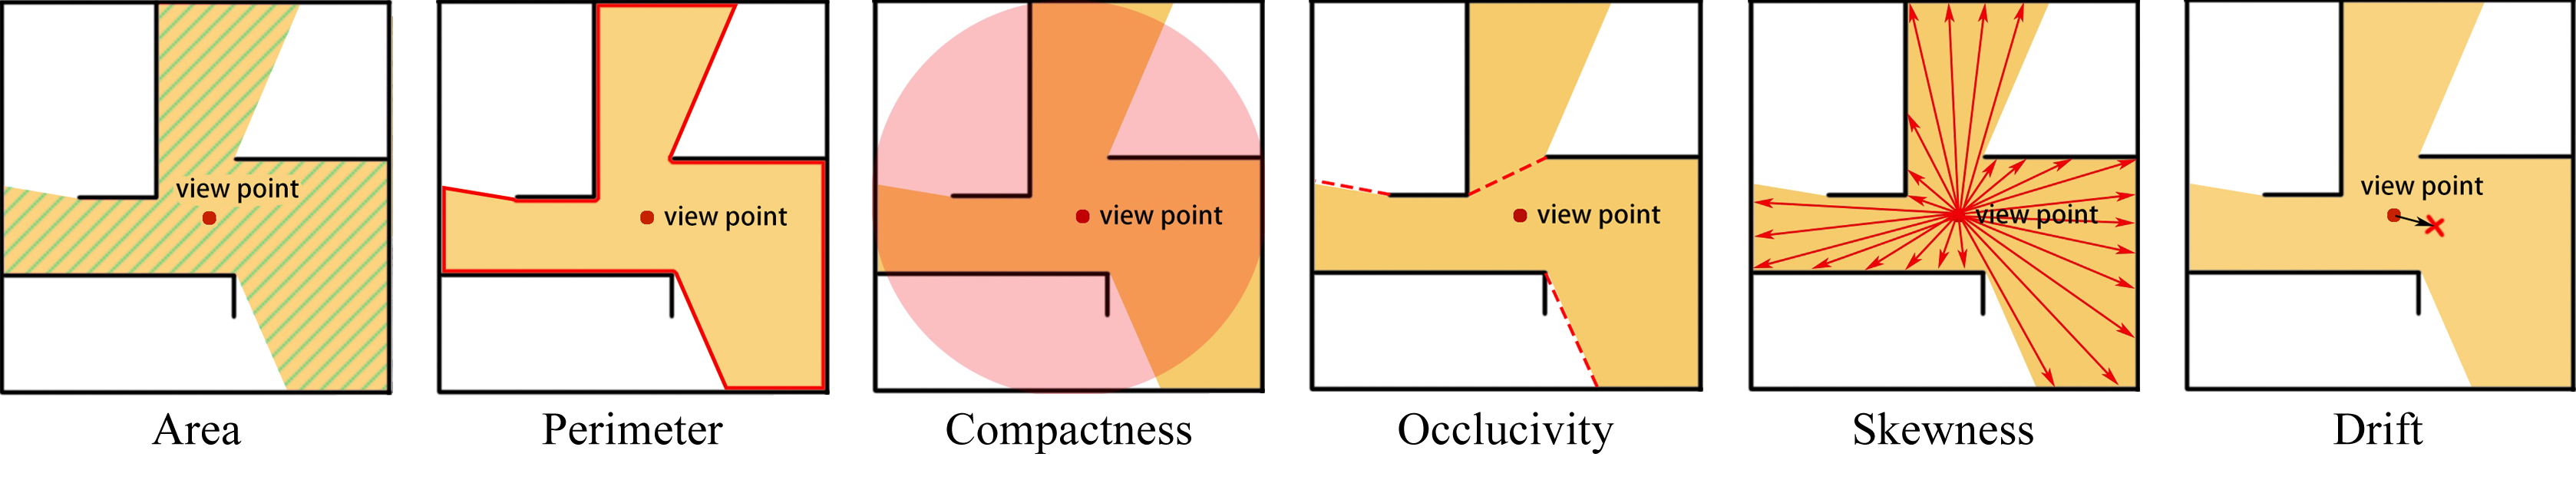 view point
view point
view point
view point
view point
view point
Area
Perimeter
Compactness
Occlucivity
Skewness
Drift